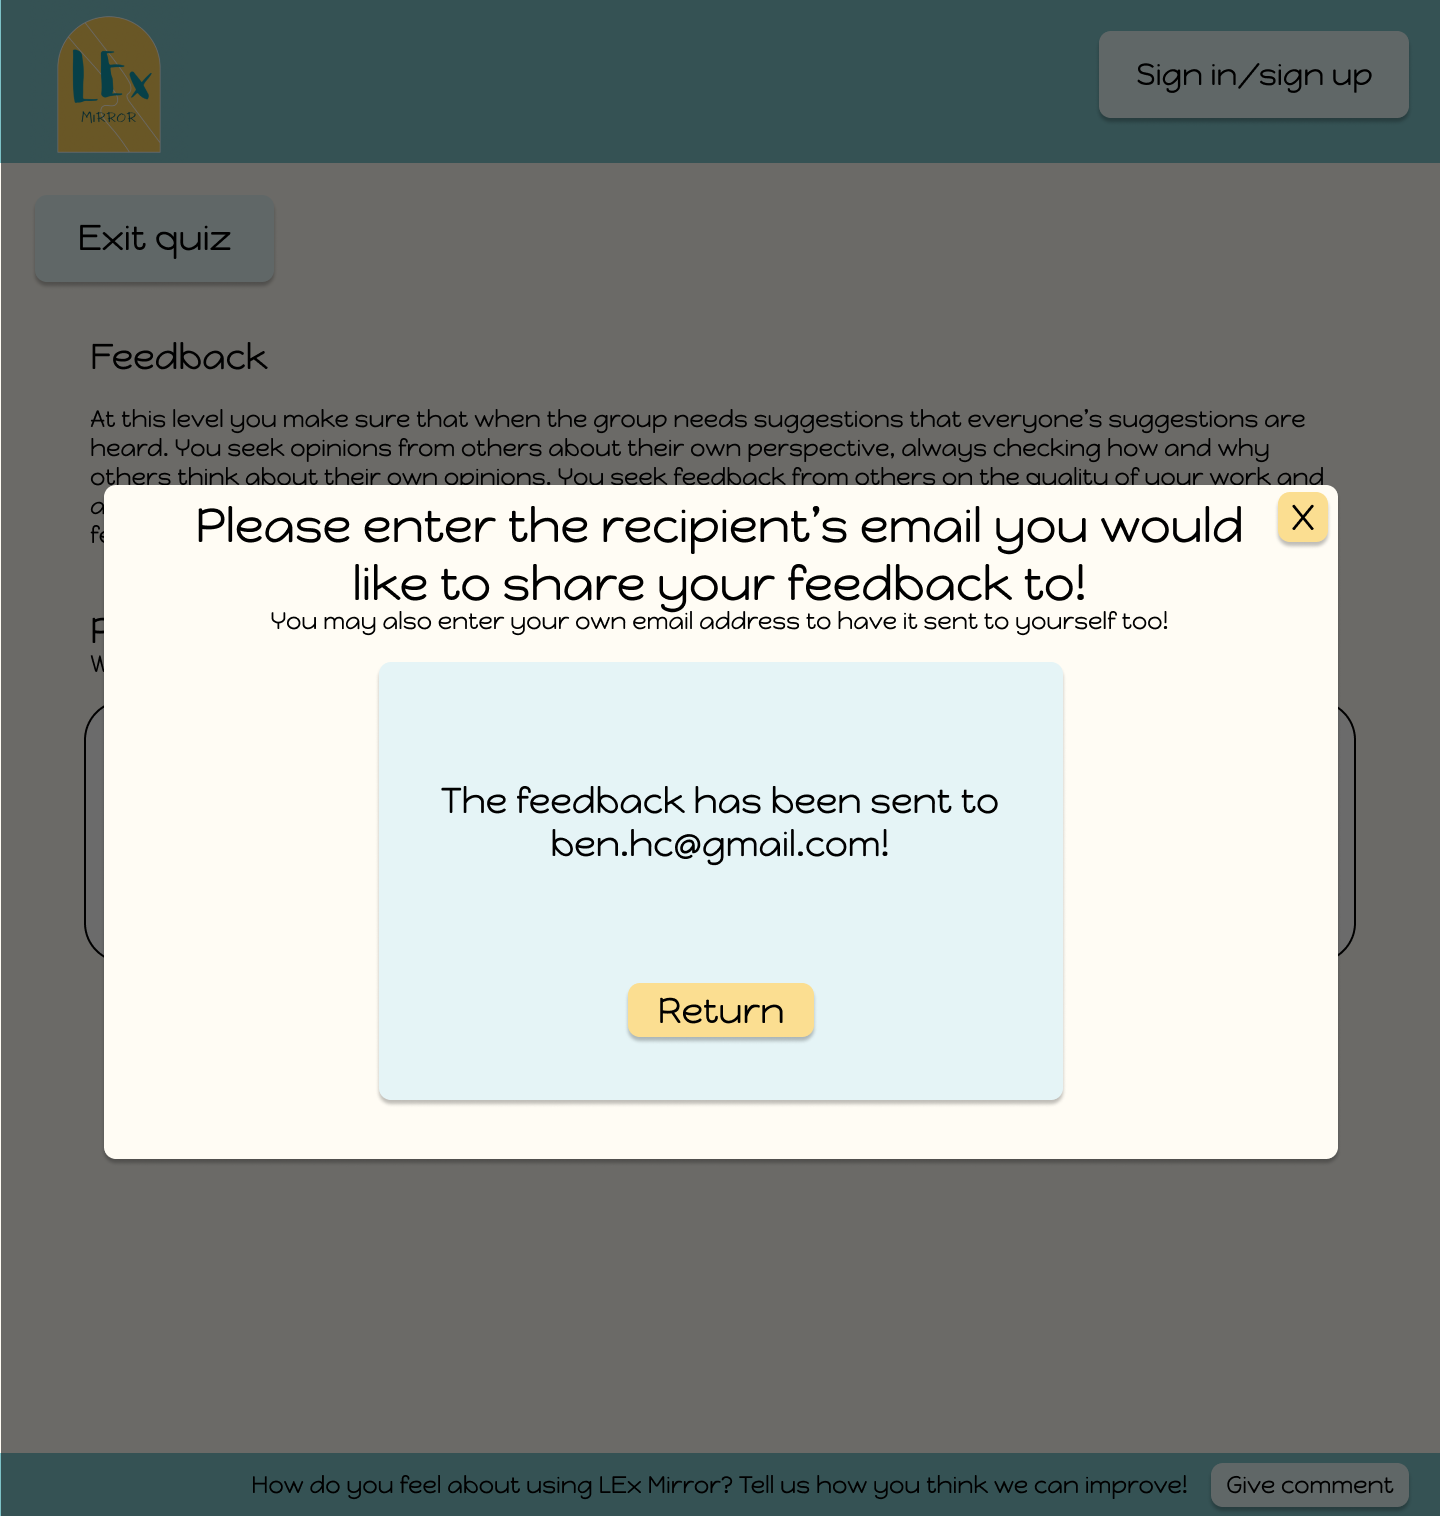 LEx
MiRROR
Sign in/sign up
Exit quiz
Feedback
At this level you make sure that when the group needs suggestions that everyone's suggestions are
heard. You seek opinions from others about their own perspective, always checking how and why
others think about their own opinions. You seek feedback from others on the quality of your work and
Please enter the recipient's email you would
like to share your feedback to!
X
You may also enter your own email address to have it sent to yourself too!
The feedback has been sent to
ben.hc@gmail.com!
Return
How do you feel about using LEx Mirror? Tell us how you think we can improve!
Give comment